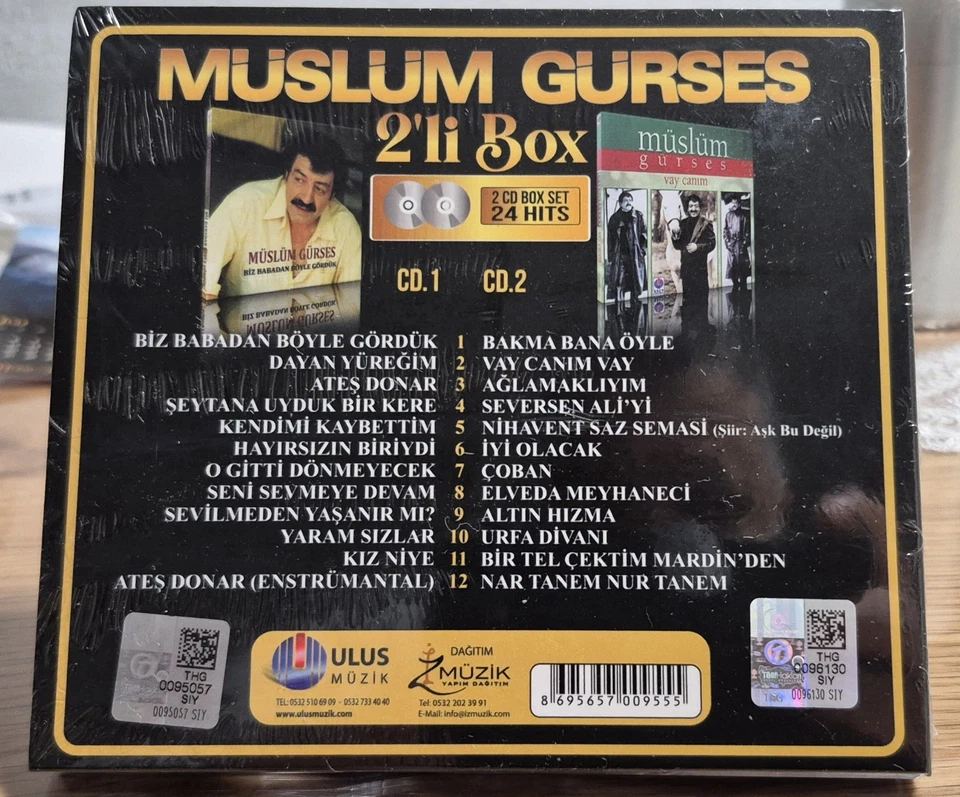 MÜSLÜM GÜRSES
2'li Box
2 CD BOX SET
24 HITS
MÜSLÜM GÜRSES
BİZ BABADAN BÖYLE GÖRDÜK
müslüm
gürses
vay canım
CD.1 CD.2
BİZ BABADAN BÖYLE GÖRDÜK 1 BAKMA BANA ÖYLE
DAYAN YÜREĞİM 2 VAY CANIM VAY
ATEŞ DONAR 3 AĞLAMAKLIYIM
ŞEYTANA UYDUK BİR KERE 4 SEVERSEN ALİ'Yİ
KENDİMİ KAYBETTİM 5 NİHAVENT SAZ SEMASİ (Şiir: Aşk Bu Değil)
HAYIRSIZIN BİRİYDİ 6 İYİ OLACAK
O GİTTİ DÖNMEYECEK 7 ÇOBAN
SENİ SEVMEYE DEVAM 8 ELVEDA MEYHANECİ
SEVİLMEDEN YAŞANIR MI? 9 ALTIN HIZMA
YARAM SIZLAR 10 URFA DİVANI
KIZ NİYE 11 BİR TEL ÇEKTİM MARDİN'DEN
ATEŞ DONAR (ENSTRÜMANTAL) 12 NAR TANEM NUR TANEM
THG
0095057
SIY
0095057 SIY
ULUS
MÜZİK
TEL: 0532 510 69 09 - 0532 733 40 40
www.ulusmuzik.com
DAĞITIM
İZ MÜZİK
YAPIM DAĞITIM
Tel: 0532 202 39 91
E-Mail: info@izmuzik.com
8 695657 009555
THG
0096130
SIY
0096130 SIY